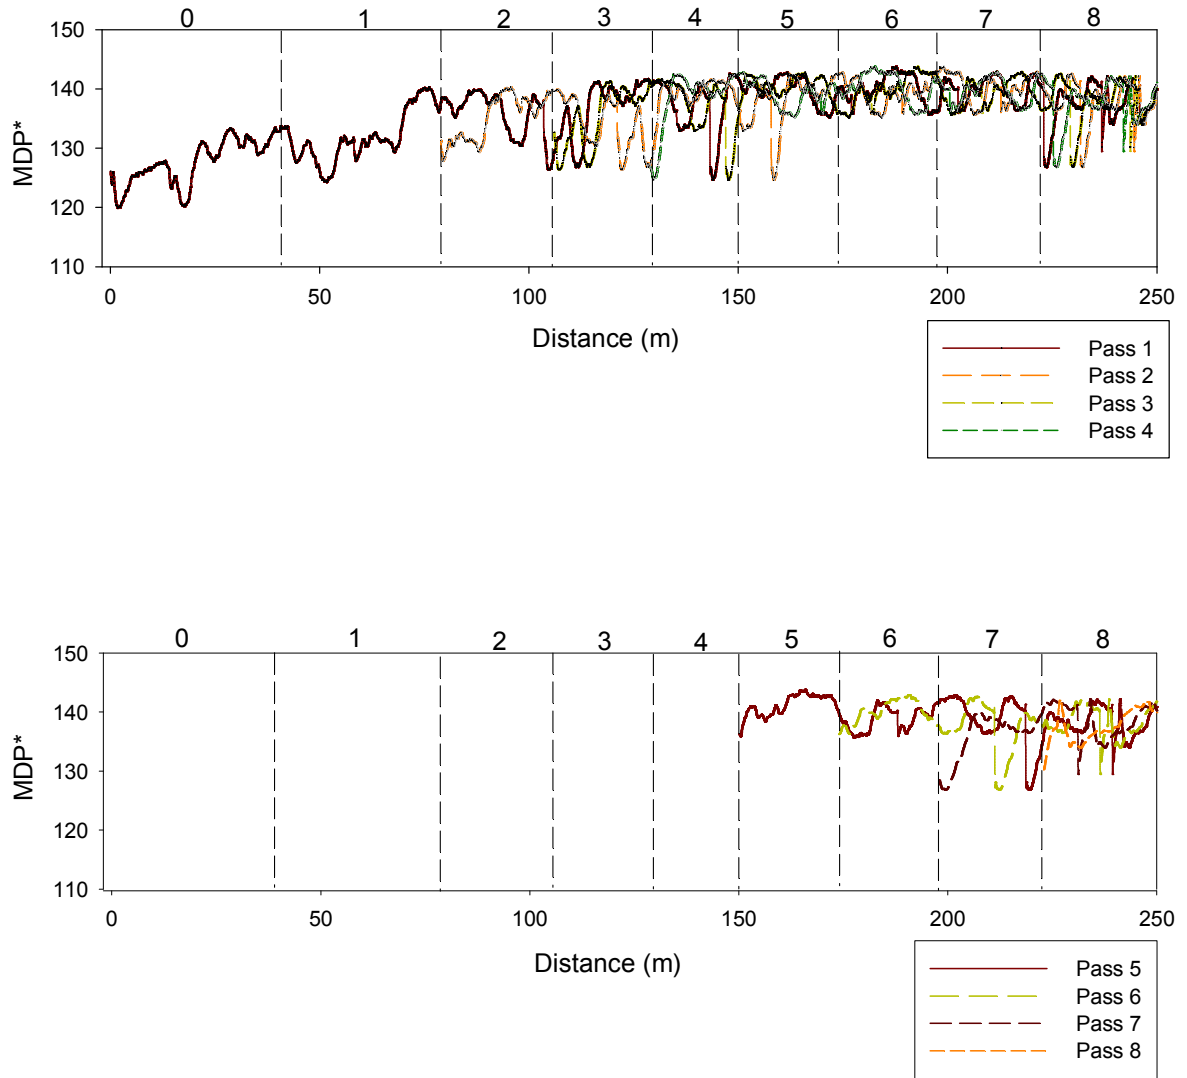 0 1 2 3 4 5 6 7 8
150
140
130
120
110
MDP*
0 50 100 150 200 250
Distance (m)
Pass 1
Pass 2
Pass 3
Pass 4
0 1 2 3 4 5 6 7 8
150
140
130
120
110
MDP*
0 50 100 150 200 250
Distance (m)
Pass 5
Pass 6
Pass 7
Pass 8